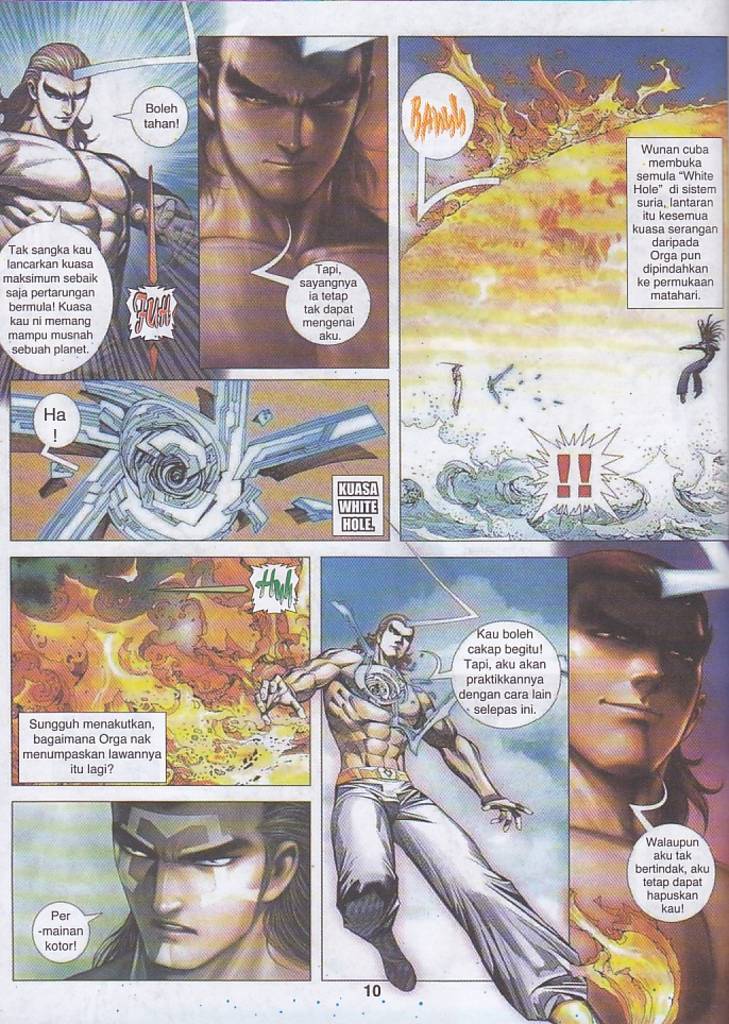 Boleh
tahan!
Tak sangka kau
lancarkan kuasa
maksimum sebaik
saja pertarungan
bermula! Kuasa
kau ni memang
mampu musnah
sebuah planet.
Tapi,
sayangnya
ia tetap
tak dapat
mengenai
aku.
Wunan cuba
membuka
semula “White
Hole” di sistem
suria, lantaran
itu kesemua
kuasa serangan
daripada
Orga pun
dipindahkan
ke permukaan
matahari.
!!
Ha
!
KUASA
WHITE
HOLE.
Sungguh menakutkan,
bagaimana Orga nak
menumpaskan lawannya
itu lagi?
Kau boleh
cakap begitu!
Tapi, aku akan
praktikkannya
dengan cara lain
selepas ini.
Walaupun
aku tak
bertindak, aku
tetap dapat
hapuskan
kau!
Per
-mainan
kotor!
10